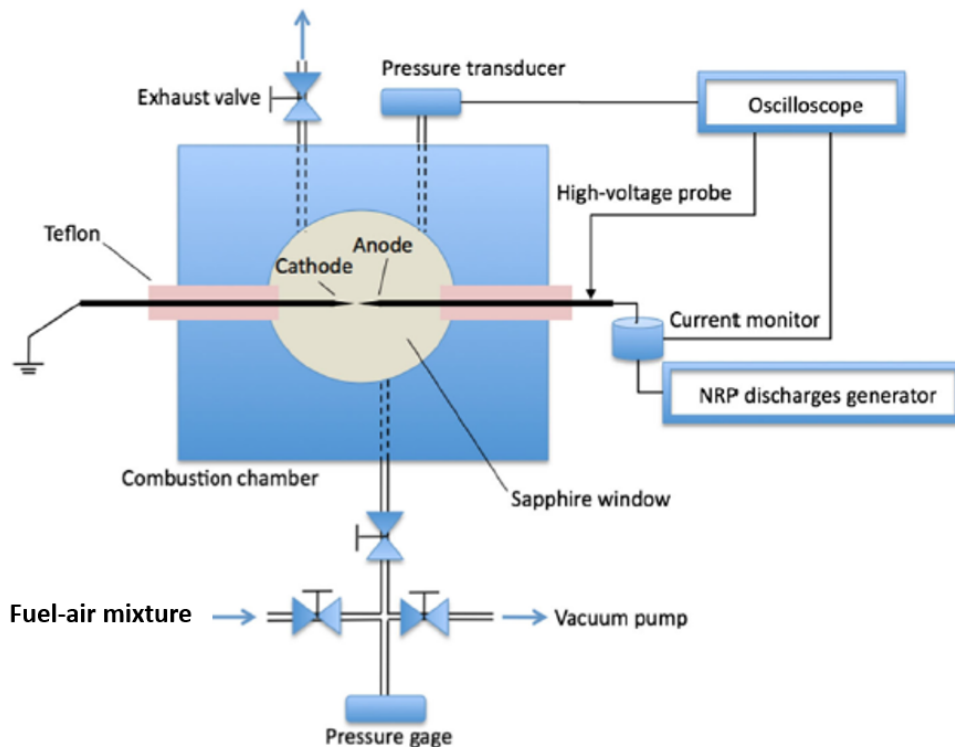 Exhaust valve
Pressure transducer
Oscilloscope
High-voltage probe
Teflon
Anode
Cathode
Current monitor
NRP discharges generator
Combustion chamber
Sapphire window
Fuel-air mixture
Vacuum pump
Pressure gage